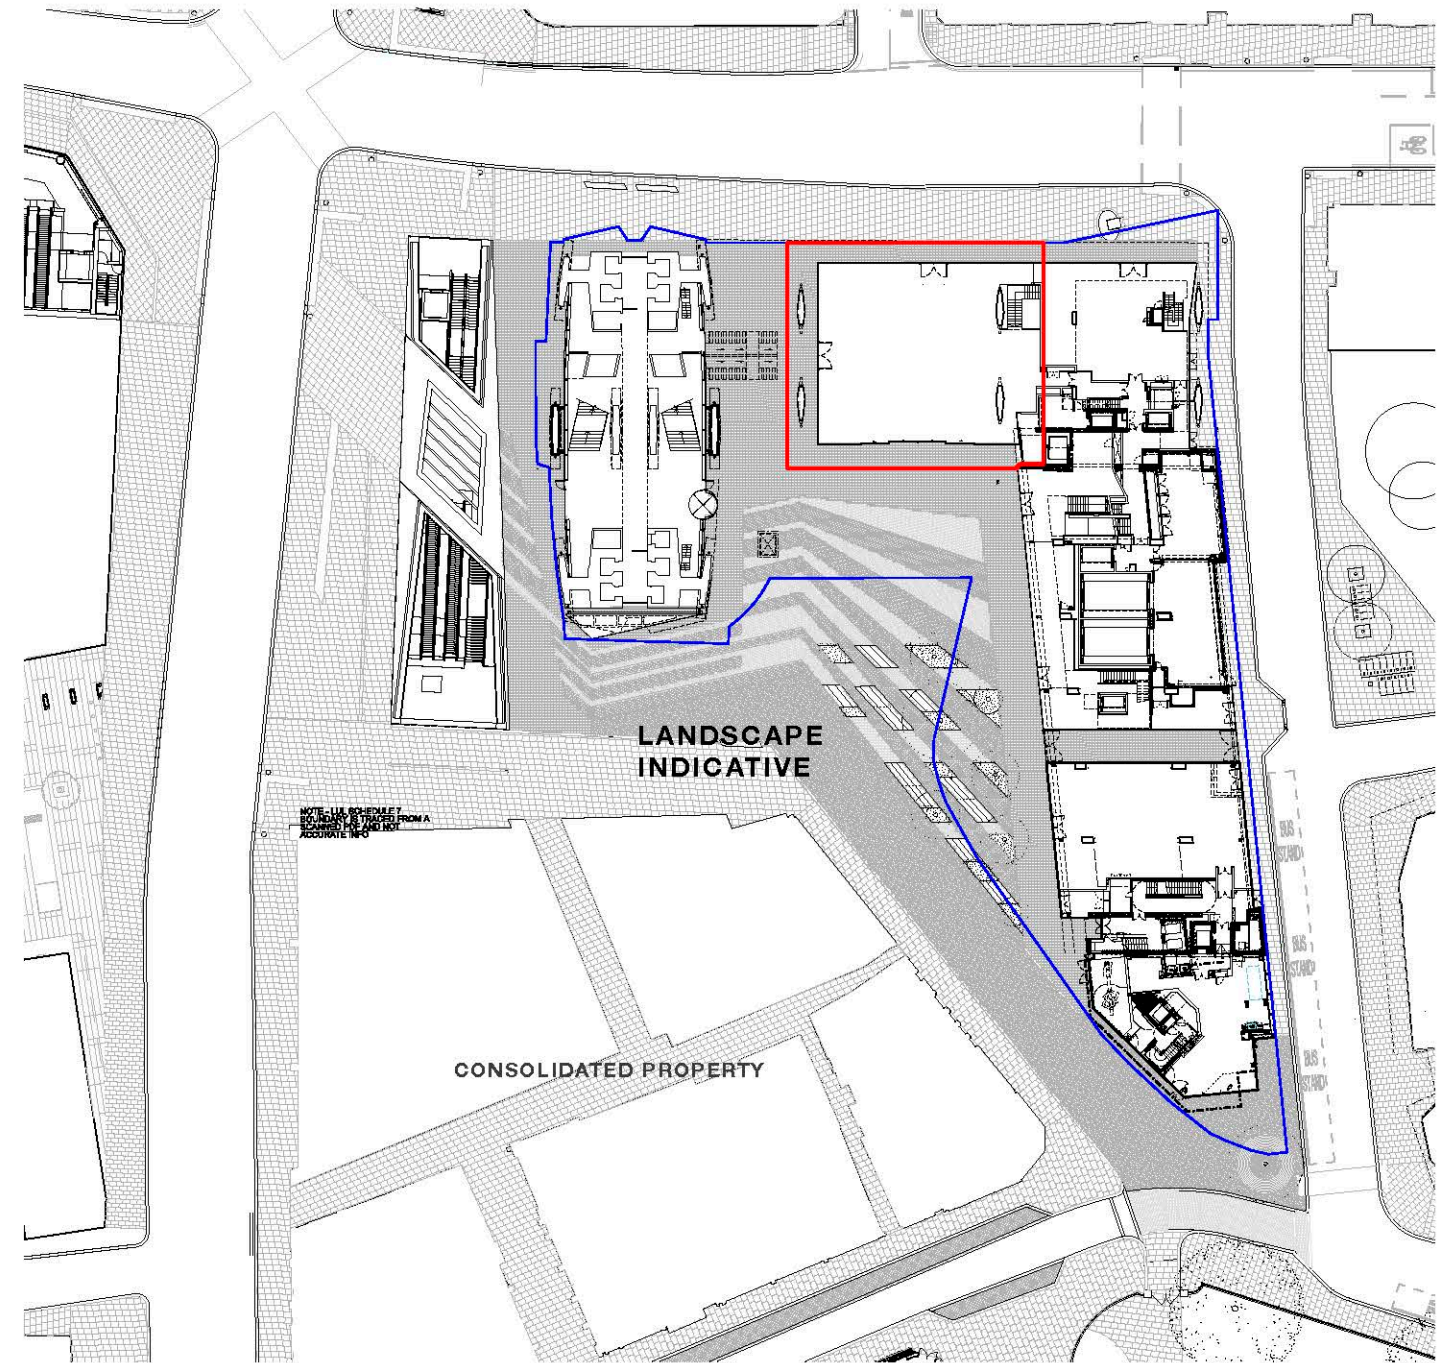 LANDSCAPE
INDICATIVE
NOTE - LUL SCHEDULE 7
BOUNDARY IS TRACED FROM A
SCANNED PDF AND NOT
ACCURATE INFO
BUS
STAND
BUS
STAND
CONSOLIDATED PROPERTY
BUS
STAND